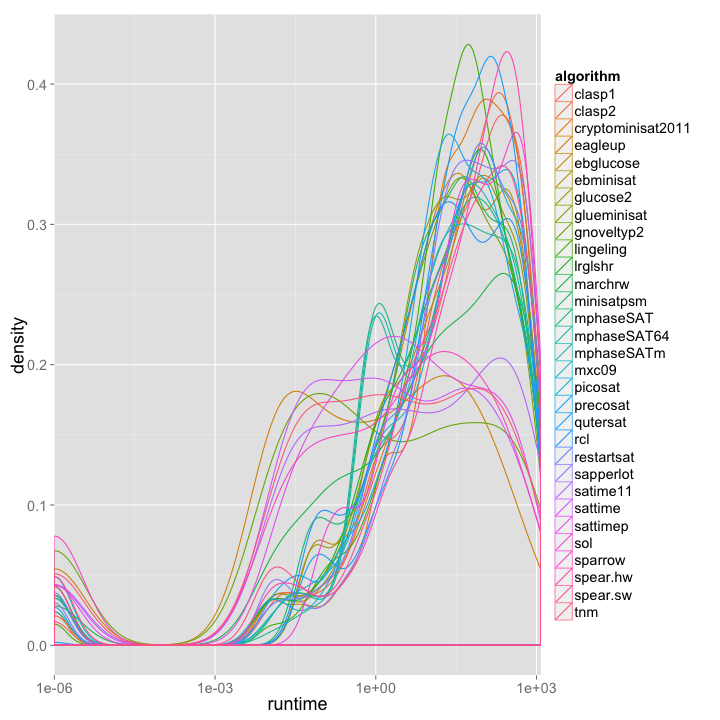 algorithm
clasp1
clasp2
cryptominisat2011
eagleup
ebglucose
ebminisat
glucose2
glueminisat
gnoveltyp2
lingeling
lrglshr
marchrw
minisatpsm
mphaseSAT
mphaseSAT64
mphaseSATm
mxc09
picosat
precosat
qutersat
rcl
restartsat
sapperlot
satime11
sattime
sattimep
sol
sparrow
spear.hw
spear.sw
tnm
density
0.4
0.3
0.2
0.1
0.0
1e-06
1e-03
1e+00
1e+03
runtime